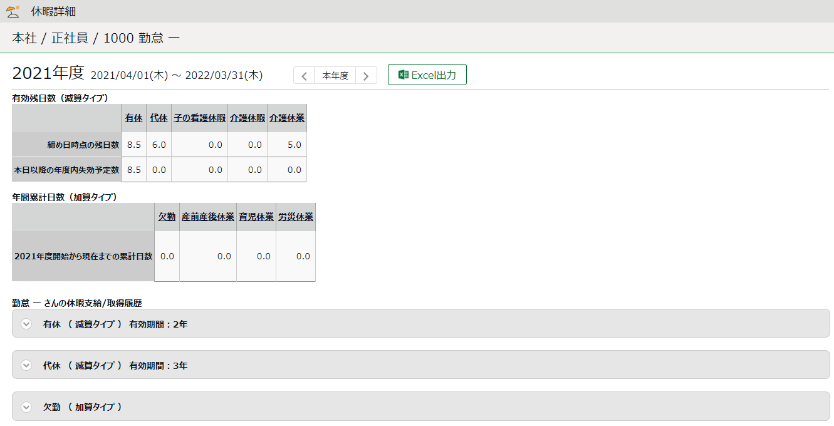 休暇詳細
本社 / 正社員 / 1000 勤怠 一
2021年度 2021/04/01(木) ～ 2022/03/31(木) 本年度 Excel出力
有効残日数（減算タイプ）
有休 代休 子の看護休暇 介護休暇 介護休業
締め日時点の残日数 8.5 6.0 0.0 0.0 5.0
本日以降の年度内失効予定数 8.5 0.0 0.0 0.0 0.0
年間累計日数（加算タイプ）
欠勤 産前産後休業 育児休業 労災休業
2021年度開始から現在までの累計日数 0.0 0.0 0.0 0.0
勤怠 一 さんの休暇支給/取得履歴
有休 （ 減算タイプ ） 有効期間：2年
代休 （ 減算タイプ ） 有効期間：3年
欠勤 （ 加算タイプ ）